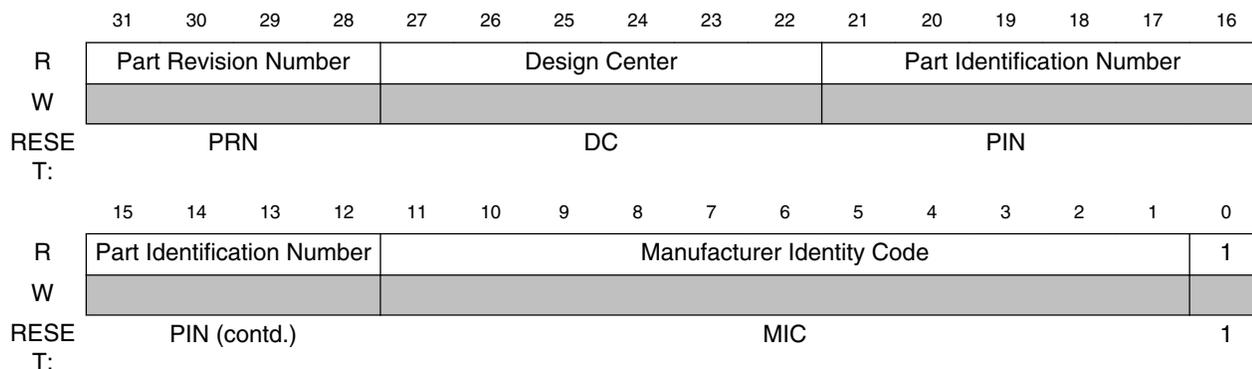 31 30 29 28 27 26 25 24 23 22 21 20 19 18 17 16
R Part Revision Number Design Center Part Identification Number
W
RESE PRN DC PIN
T:
15 14 13 12 11 10 9 8 7 6 5 4 3 2 1 0
R Part Identification Number Manufacturer Identity Code 1
W
RESE PIN (contd.) MIC 1
T: